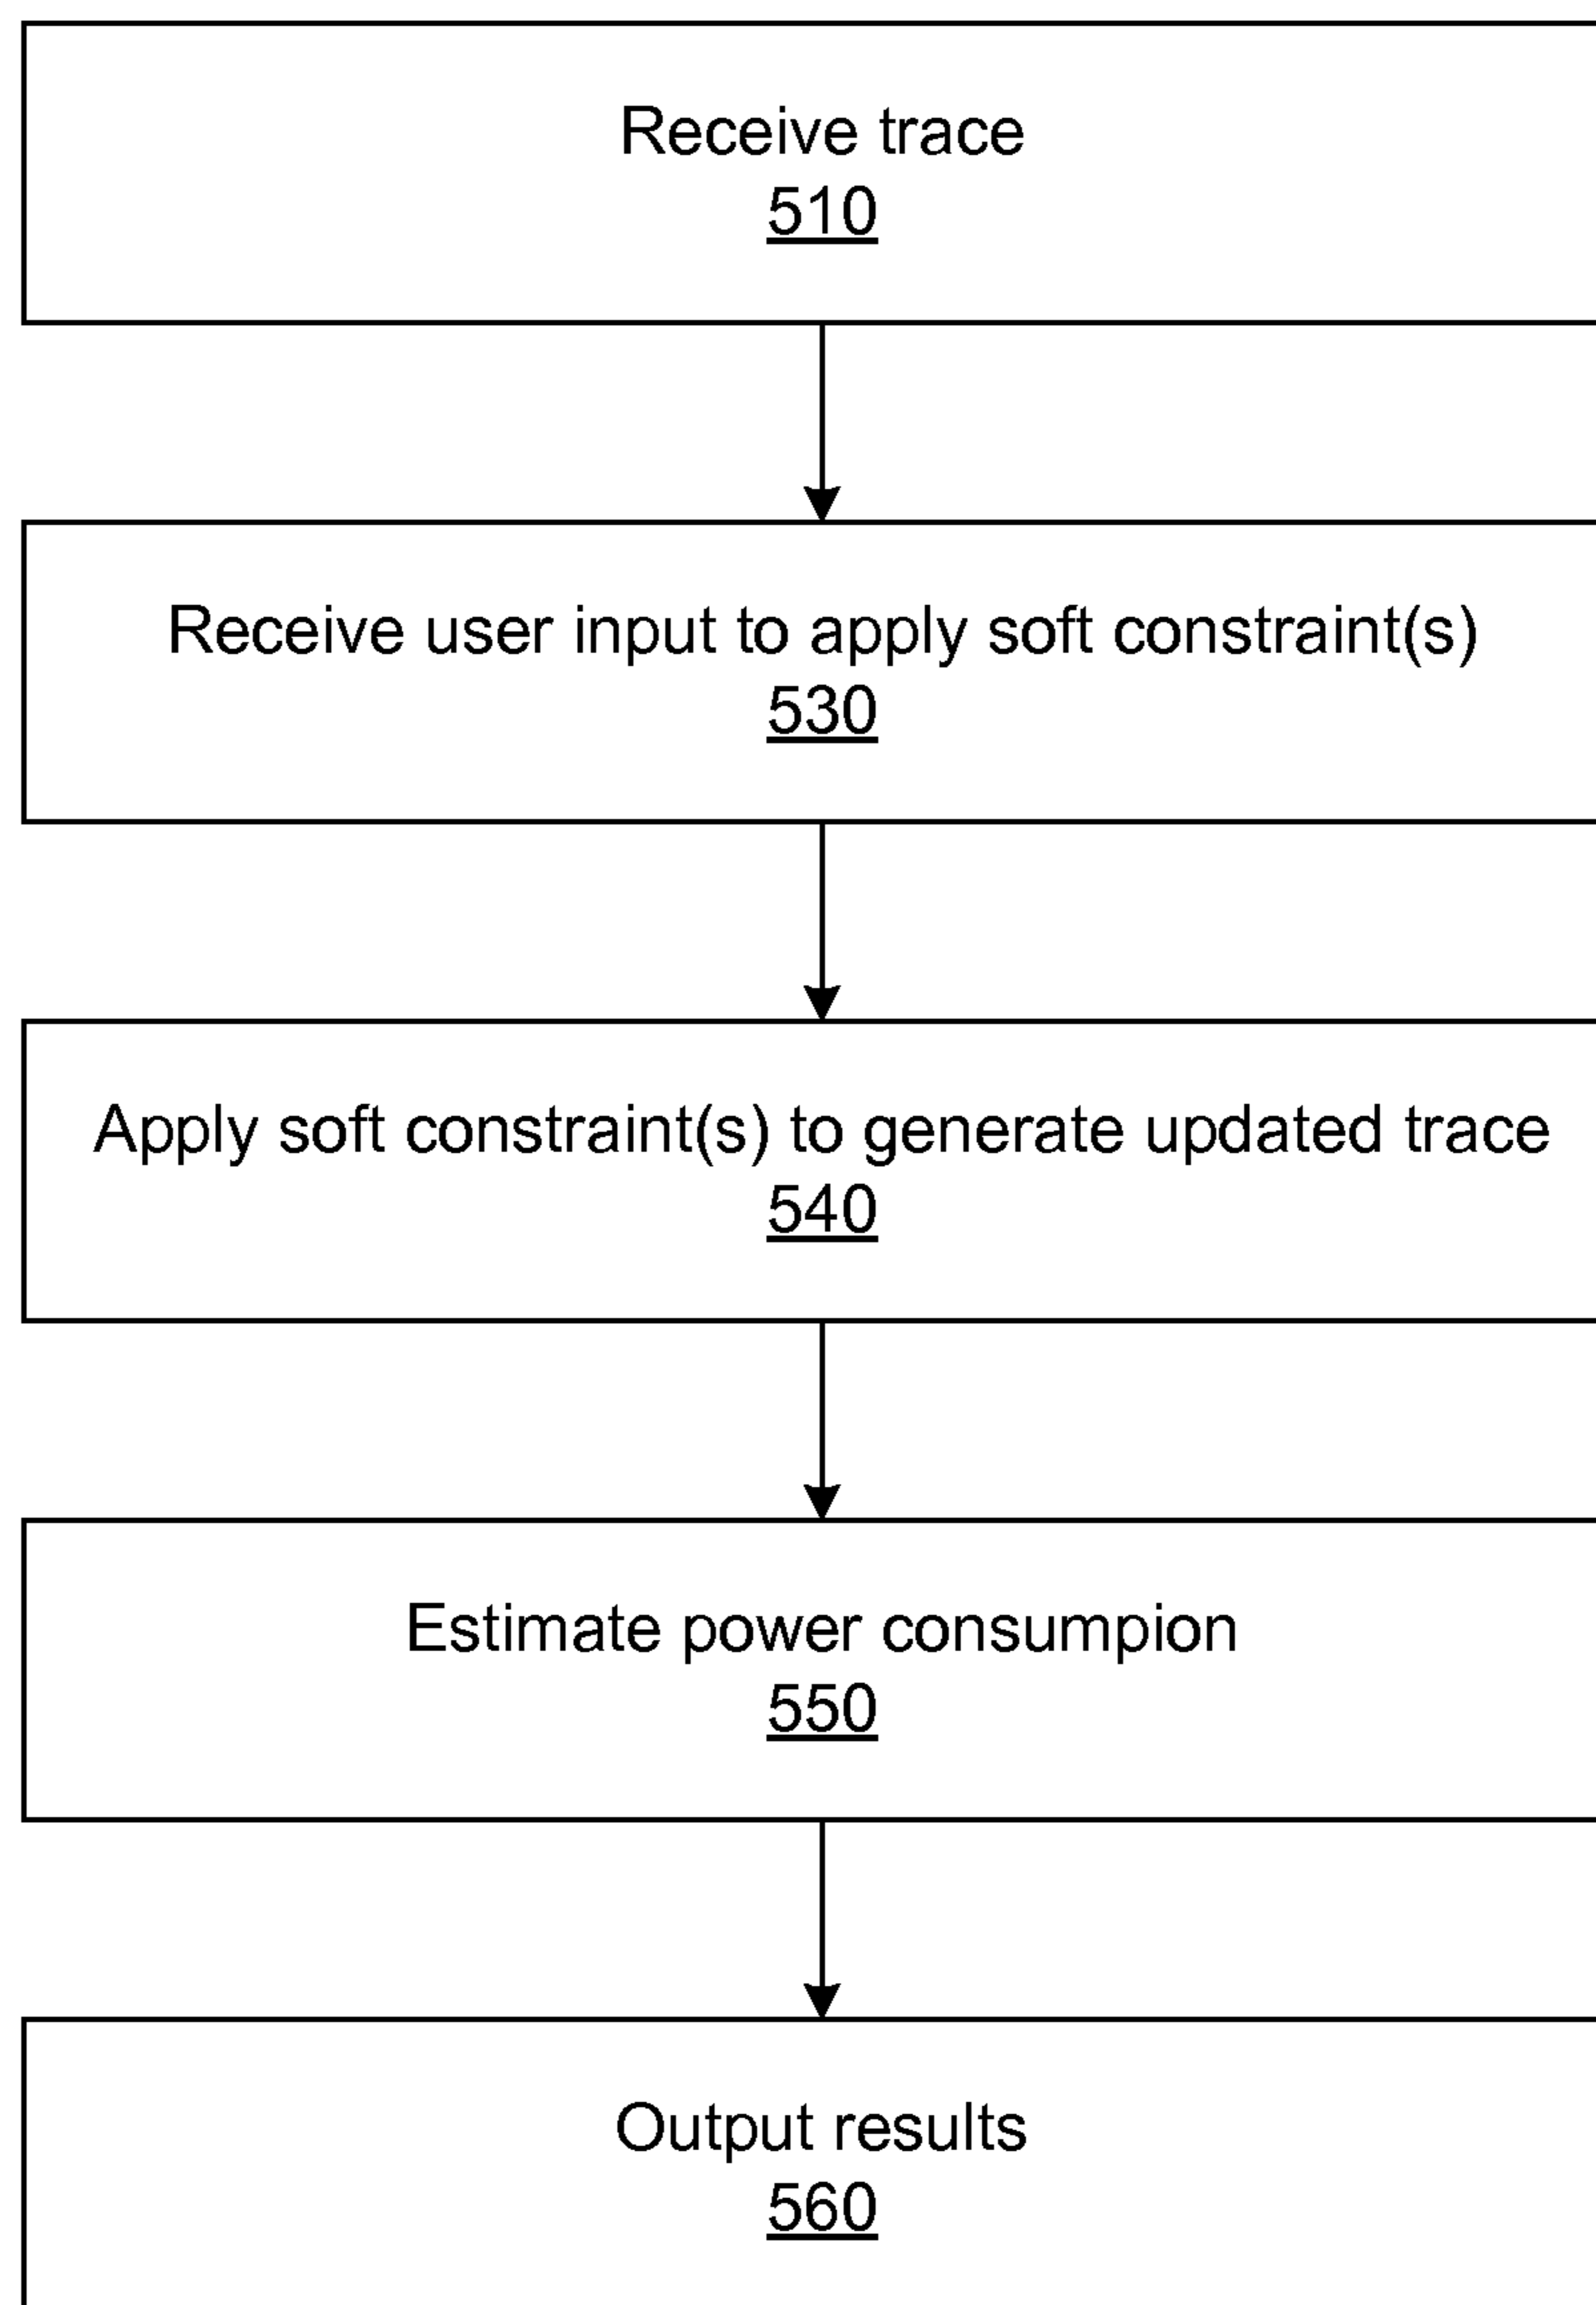 Receive trace
510
Receive user input to apply soft constraint(s)
530
Apply soft constraint(s) to generate updated trace
540
Estimate power consumpion
550
Output results
560